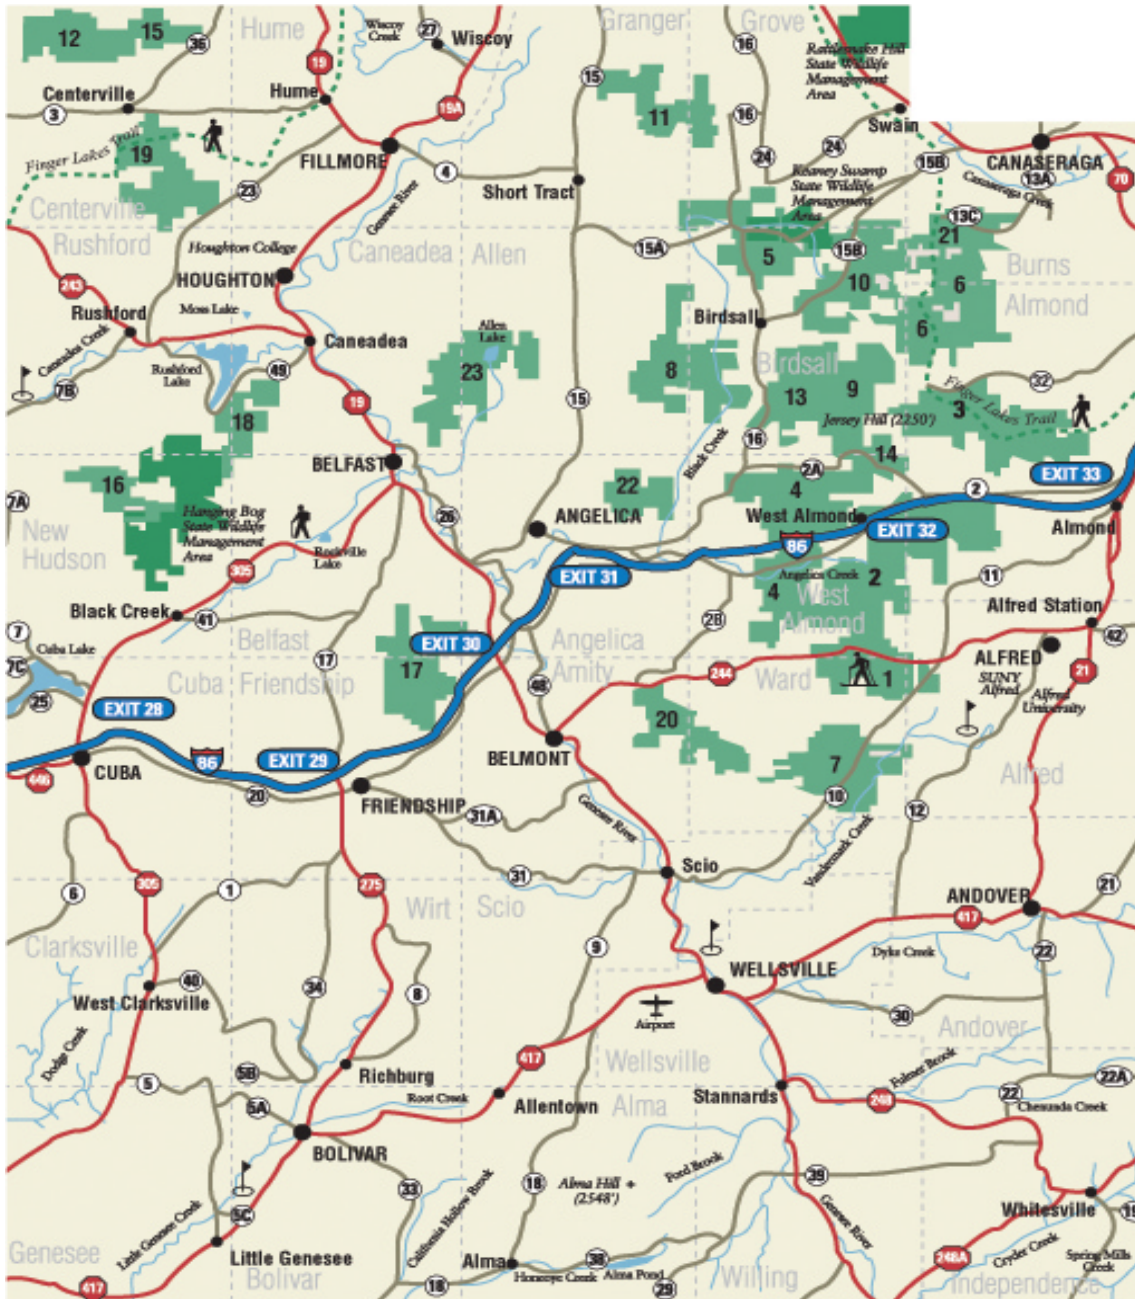 Hume
Granger
Grove
12
15
36
Wiscoy
Creek
27
Wiscoy
16
Rattlesnake Hill
State Wildlife
Management
Area
19
15
Centerville
3
Hume
19A
11
16
Swain
Finger Lakes Trail
19
FILLMORE
4
24
24
15B
CANASERAGA
13A
Canaseraga Creek
70
23
Short Tract
Keaney Swamp
State Wildlife
Management
Area
Genesee River
Centerville
Rushford
Houghton College
Caneadea
Allen
15A
5
15B
13C
21
Burns
HOUGHTON
10
6
Almond
243
Rushford
Moss Lake
Allen
Lake
Birdsall
6
Caneadea Creek
Caneadea
Rushford
Lake
49
23
8
Birdsall
7B
19
15
13
9
32
3
Finger Lakes Trail
18
Jersey Hill (2250')
16
Black Creek
14
BELFAST
2A
EXIT 33
16
22
4
2
7A
Hanging Bog
State Wildlife
Management
Area
26
ANGELICA
West Almond
EXIT 32
Almond
New
Hudson
Rockville
Lake
86
305
EXIT 31
Angelica Creek
2
11
4
West
Almond
Black Creek
41
Alfred Station
7
Belfast
EXIT 30
Angelica
2B
42
Cuba Lake
7C
17
ALFRED
Cuba
Friendship
17
Amity
244
Ward
1
SUNY
Alfred
21
25
48
Alfred
University
EXIT 28
20
BELMONT
EXIT 29
86
7
CUBA
Alfred
446
20
FRIENDSHIP
31A
Genesee River
10
12
Vandermark Creek
Scio
6
305
1
275
31
21
Wirt
Scio
ANDOVER
417
Clarksville
9
Dyke Creek
22
WELLSVILLE
40
34
8
West Clarksville
Airport
30
Dodge Creek
Andover
417
Wellsville
5B
Richburg
Fulmer Brook
5
22A
5A
Root Creek
Allentown
Alma
Stannards
248
22
Chenunda Creek
BOLIVAR
33
18
Alma Hill +
(2548')
Ford Brook
39
California Hollow Brook
Whitesville
5C
19
Little Genesee Creek
Genesee River
Genesee
Little Genesee
Alma
38
248A
Cryder Creek
Spring Mills
Creek
417
Bolivar
18
Honeoye Creek
Alma Pond
29
Willing
Independence